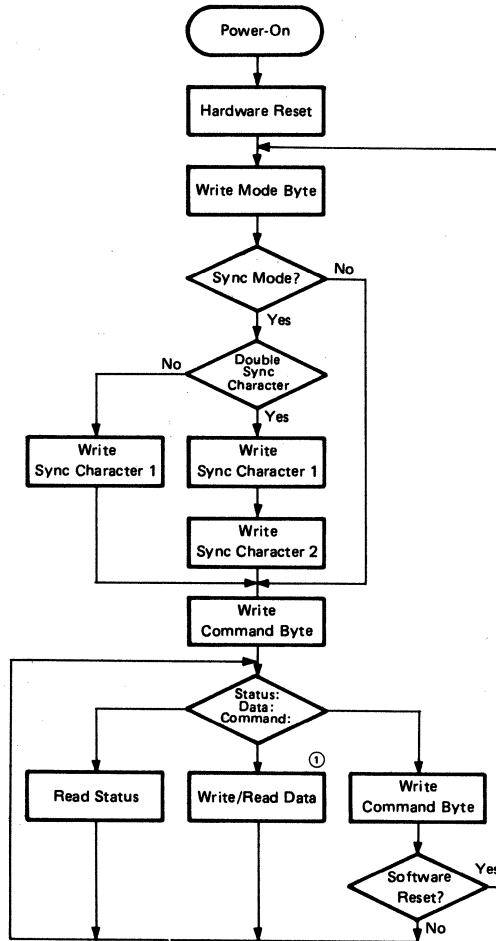 Power-On
Hardware Reset
Write Mode Byte
Sync Mode?
No
Yes
Double
Sync
Character
No
Yes
Write
Sync Character 1
Write
Sync Character 1
Write
Sync Character 2
Write
Command Byte
Status:
Data:
Command:
①
Read Status
Write/Read Data
Write
Command Byte
Software
Reset?
Yes
No